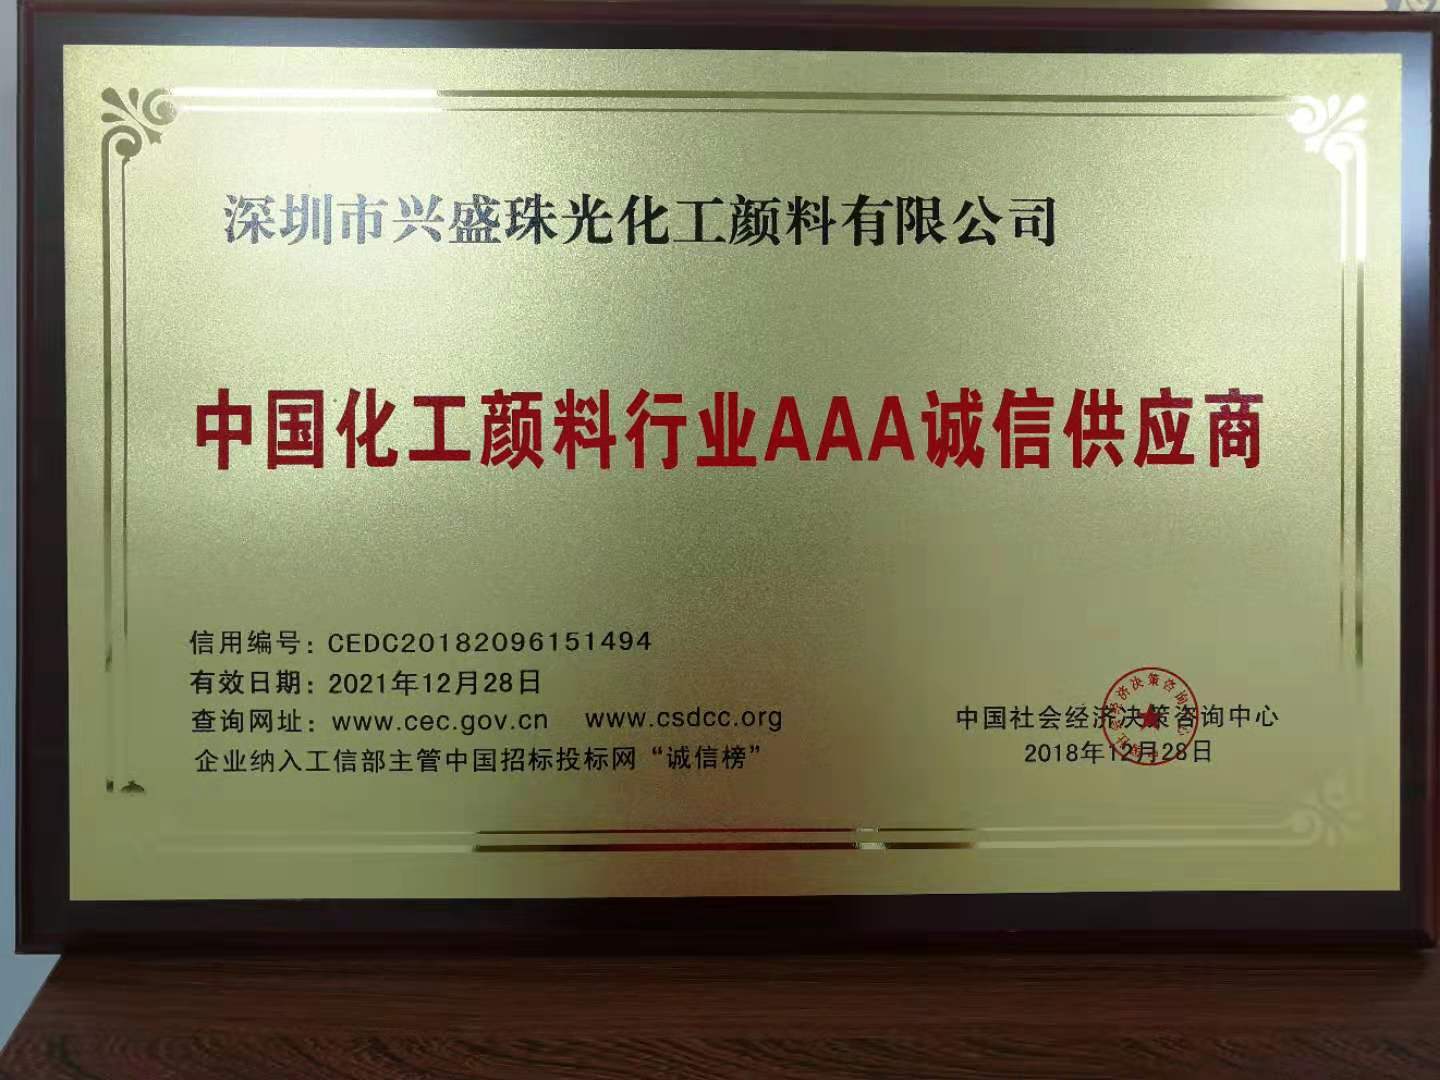 深圳市兴盛珠光化工颜料有限公司
中国化工颜料行业AAA诚信供应商
信用编号：CEDC20182096151494
有效日期：2021年12月28日
查询网址：www.cec.gov.cn www.csdcc.org
企业纳入工信部主管中国招标投标网“诚信榜”
中国社会经济决策咨询中心
2018年12月28日